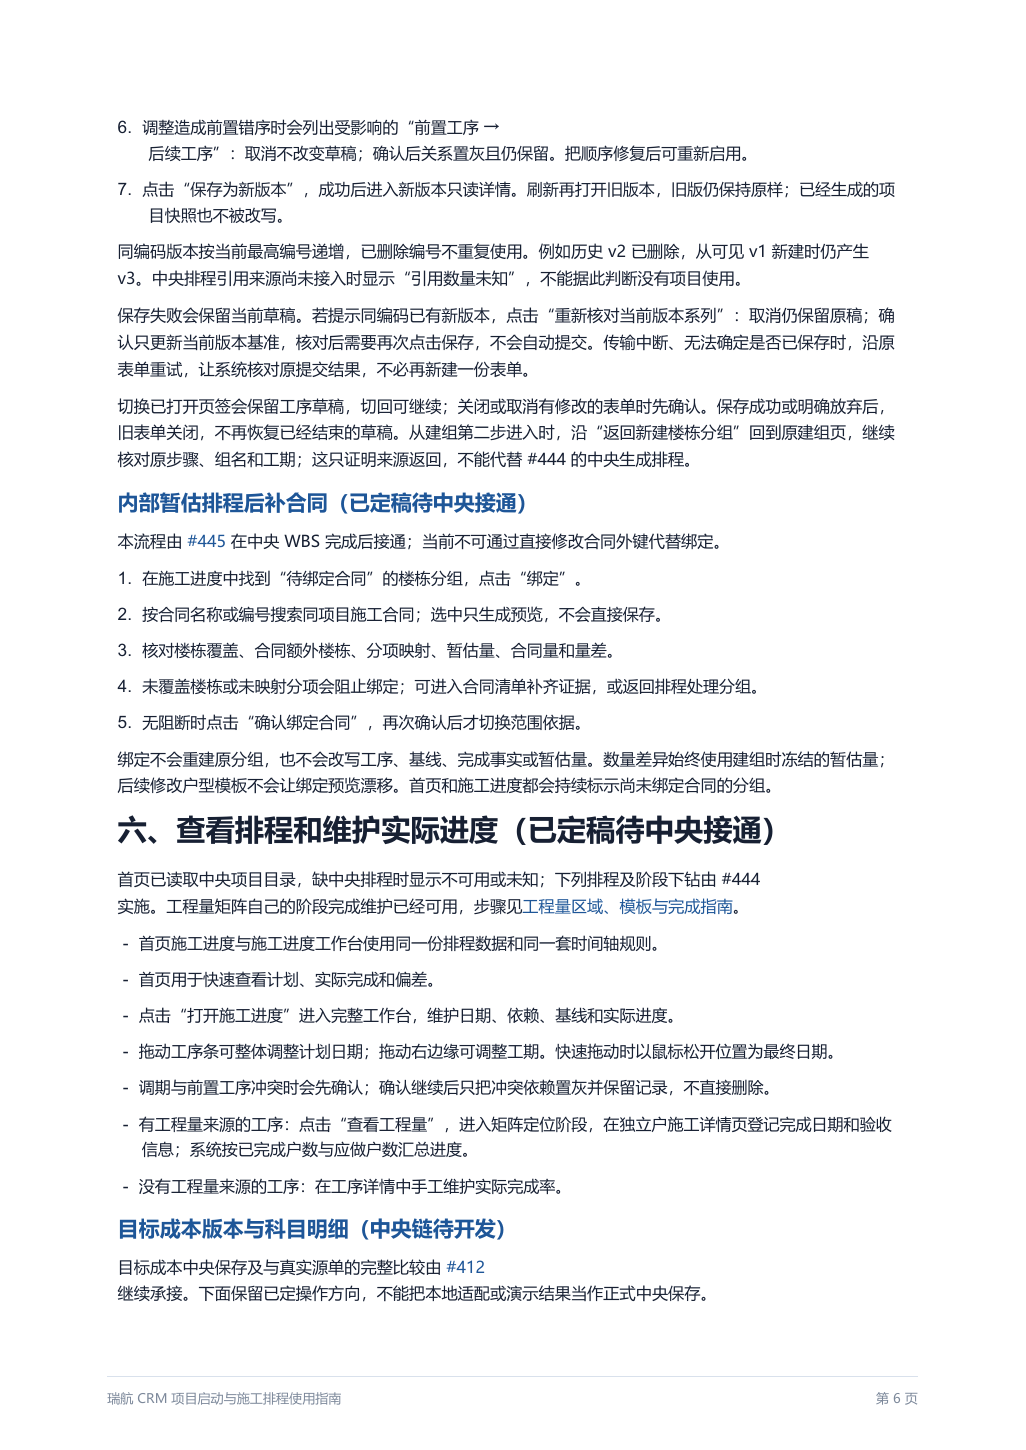 6. 调整造成前置错序时会列出受影响的“前置工序 →
后续工序”：取消不改变草稿；确认后关系置灰且仍保留。把顺序修复后可重新启用。
7. 点击“保存为新版本”，成功后进入新版本只读详情。刷新再打开旧版本，旧版仍保持原样；已经生成的项
目快照也不被改写。
同编码版本按当前最高编号递增，已删除编号不重复使用。例如历史 v2 已删除，从可见 v1 新建时仍产生
v3。中央排程引用来源尚未接入时显示“引用数量未知”，不能据此判断没有项目使用。
保存失败会保留当前草稿。若提示同编码已有新版本，点击“重新核对当前版本系列”：取消仍保留原稿；确
认只更新当前版本基准，核对后需要再次点击保存，不会自动提交。传输中断、无法确定是否已保存时，沿原
表单重试，让系统核对原提交结果，不必再新建一份表单。
切换已打开页签会保留工序草稿，切回可继续；关闭或取消有修改的表单时先确认。保存成功或明确放弃后，
旧表单关闭，不再恢复已经结束的草稿。从建组第二步进入时，沿“返回新建楼栋分组”回到原建组页，继续
核对原步骤、组名和工期；这只证明来源返回，不能代替 #444 的中央生成排程。
内部暂估排程后补合同（已定稿待中央接通）
本流程由 #445 在中央 WBS 完成后接通；当前不可通过直接修改合同外键代替绑定。
1. 在施工进度中找到“待绑定合同”的楼栋分组，点击“绑定”。
2. 按合同名称或编号搜索同项目施工合同；选中只生成预览，不会直接保存。
3. 核对楼栋覆盖、合同额外楼栋、分项映射、暂估量、合同量和量差。
4. 未覆盖楼栋或未映射分项会阻止绑定；可进入合同清单补齐证据，或返回排程处理分组。
5. 无阻断时点击“确认绑定合同”，再次确认后才切换范围依据。
绑定不会重建原分组，也不会改写工序、基线、完成事实或暂估量。数量差异始终使用建组时冻结的暂估量；
后续修改户型模板不会让绑定预览漂移。首页和施工进度都会持续标示尚未绑定合同的分组。
六、查看排程和维护实际进度（已定稿待中央接通）
首页已读取中央项目目录，缺中央排程时显示不可用或未知；下列排程及阶段下钻由 #444
实施。工程量矩阵自己的阶段完成维护已经可用，步骤见工程量区域、模板与完成指南。
- 首页施工进度与施工进度工作台使用同一份排程数据和同一套时间轴规则。
- 首页用于快速查看计划、实际完成和偏差。
- 点击“打开施工进度”进入完整工作台，维护日期、依赖、基线和实际进度。
- 拖动工序条可整体调整计划日期；拖动右边缘可调整工期。快速拖动时以鼠标松开位置为最终日期。
- 调期与前置工序冲突时会先确认；确认继续后只把冲突依赖置灰并保留记录，不直接删除。
- 有工程量来源的工序：点击“查看工程量”，进入矩阵定位阶段，在独立户施工详情页登记完成日期和验收
信息；系统按已完成户数与应做户数汇总进度。
- 没有工程量来源的工序：在工序详情中手工维护实际完成率。
目标成本版本与科目明细（中央链待开发）
目标成本中央保存及与真实源单的完整比较由 #412
继续承接。下面保留已定操作方向，不能把本地适配或演示结果当作正式中央保存。
瑞航 CRM 项目启动与施工排程使用指南
第 6 页